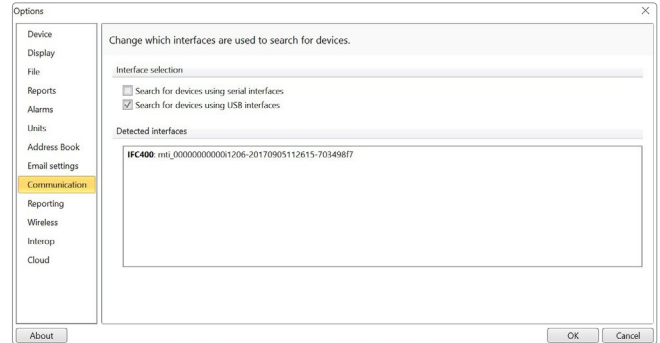 Options
Device
Display
File
Reports
Alarms
Units
Address Book
Email settings
Communication
Reporting
Wireless
Interop
Cloud
Change which interfaces are used to search for devices.
Interface selection
Search for devices using serial interfaces
Search for devices using USB interfaces
Detected interfaces
IFC400: mti_00000000000i1206-20170905112615-703498f7
About
OK
Cancel